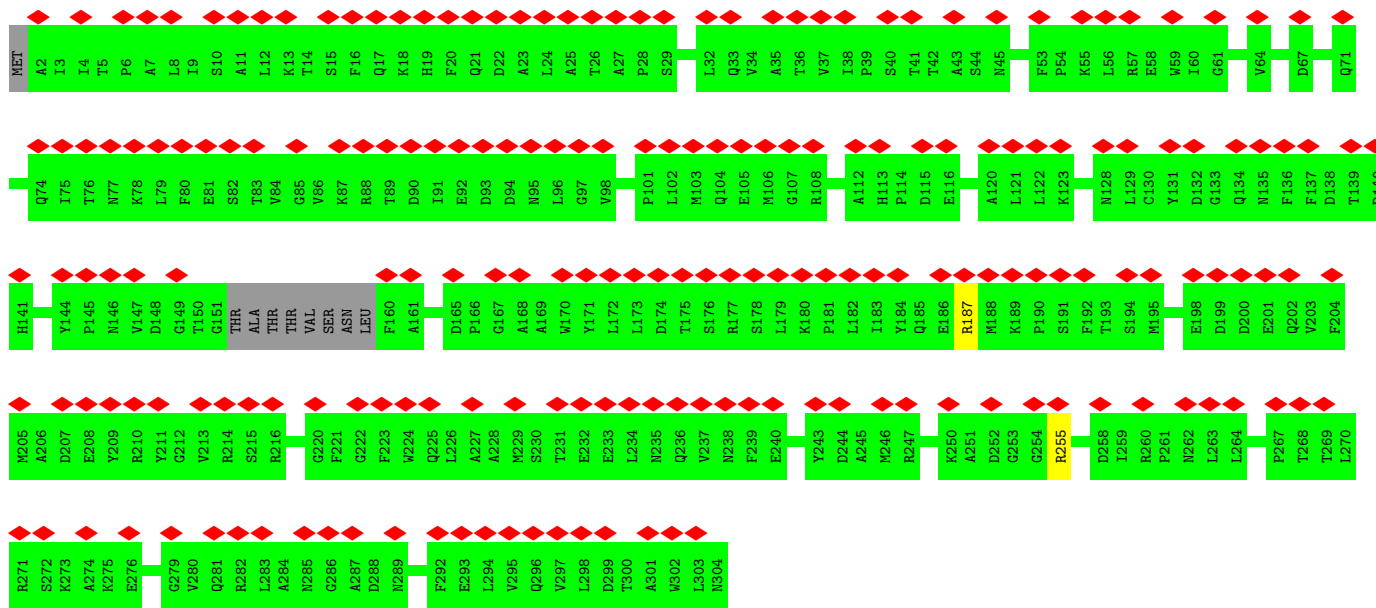 MET A2 I3 I4 T5 P6 A7 L8 I9 S10 A11 L12 K13 T14 S15 F16 Q17 K18 H19 F20 Q21 D22 A23 L24 A25 T26 A27 P28 S29 L32 Q33 V34 A35 T36 V37 I38 P39 S40 T41 T42 A43 S44 N45 F53 P54 K55 L56 R57 E58 W59 I60 G61 V64 D67 Q71
Q74 I75 T76 N77 K78 L79 F80 E81 S82 T83 V84 G85 V86 K87 R88 T89 D90 I91 E92 D93 D94 N95 L96 G97 V98 P101 L102 M103 Q104 E105 M106 G107 R108 A112 H113 P114 D115 E116 A120 L121 L122 K123 N128 L129 C130 Y131 D132 G133 Q134 N135 F136 F137 D138 T139
H141 Y144 P145 N146 V147 D148 G149 T150 G151 THR ALA THR THR VAL SER ASN LEU F160 A161 D165 P166 G167 A168 A169 W170 Y171 L172 L173 D174 T175 S176 R177 S178 L179 K180 P181 L182 I183 Y184 Q185 E186 R187 M188 K189 P190 S191 F192 T193 S194 M195 E198 D199 D200 E201 Q202 V203 F204
M205 A206 D207 E208 Y209 R210 Y211 G212 V213 R214 S215 R216 G220 F221 G222 F223 W224 Q225 L226 A227 A228 M229 S230 T231 E232 E233 L234 N235 Q236 V237 N238 F239 E240 Y243 D244 A245 M246 R247 K250 A251 D252 G253 G254 R255 D258 I259 R260 P261 N262 L263 L264 P267 T268 T269 L270
R271 S272 K273 A274 K275 E276 G279 V280 Q281 R282 L283 A284 N285 G286 A287 D288 N289 F292 E293 L294 V295 Q296 V297 L298 D299 T300 A301 W302 L303 N304